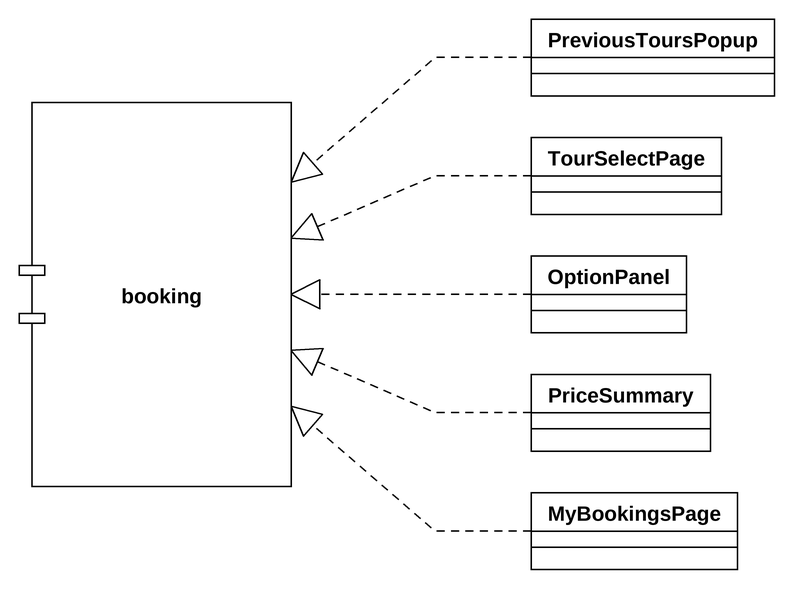 PreviousToursPopup
TourSelectPage
OptionPanel
booking
PriceSummary
MyBookingsPage